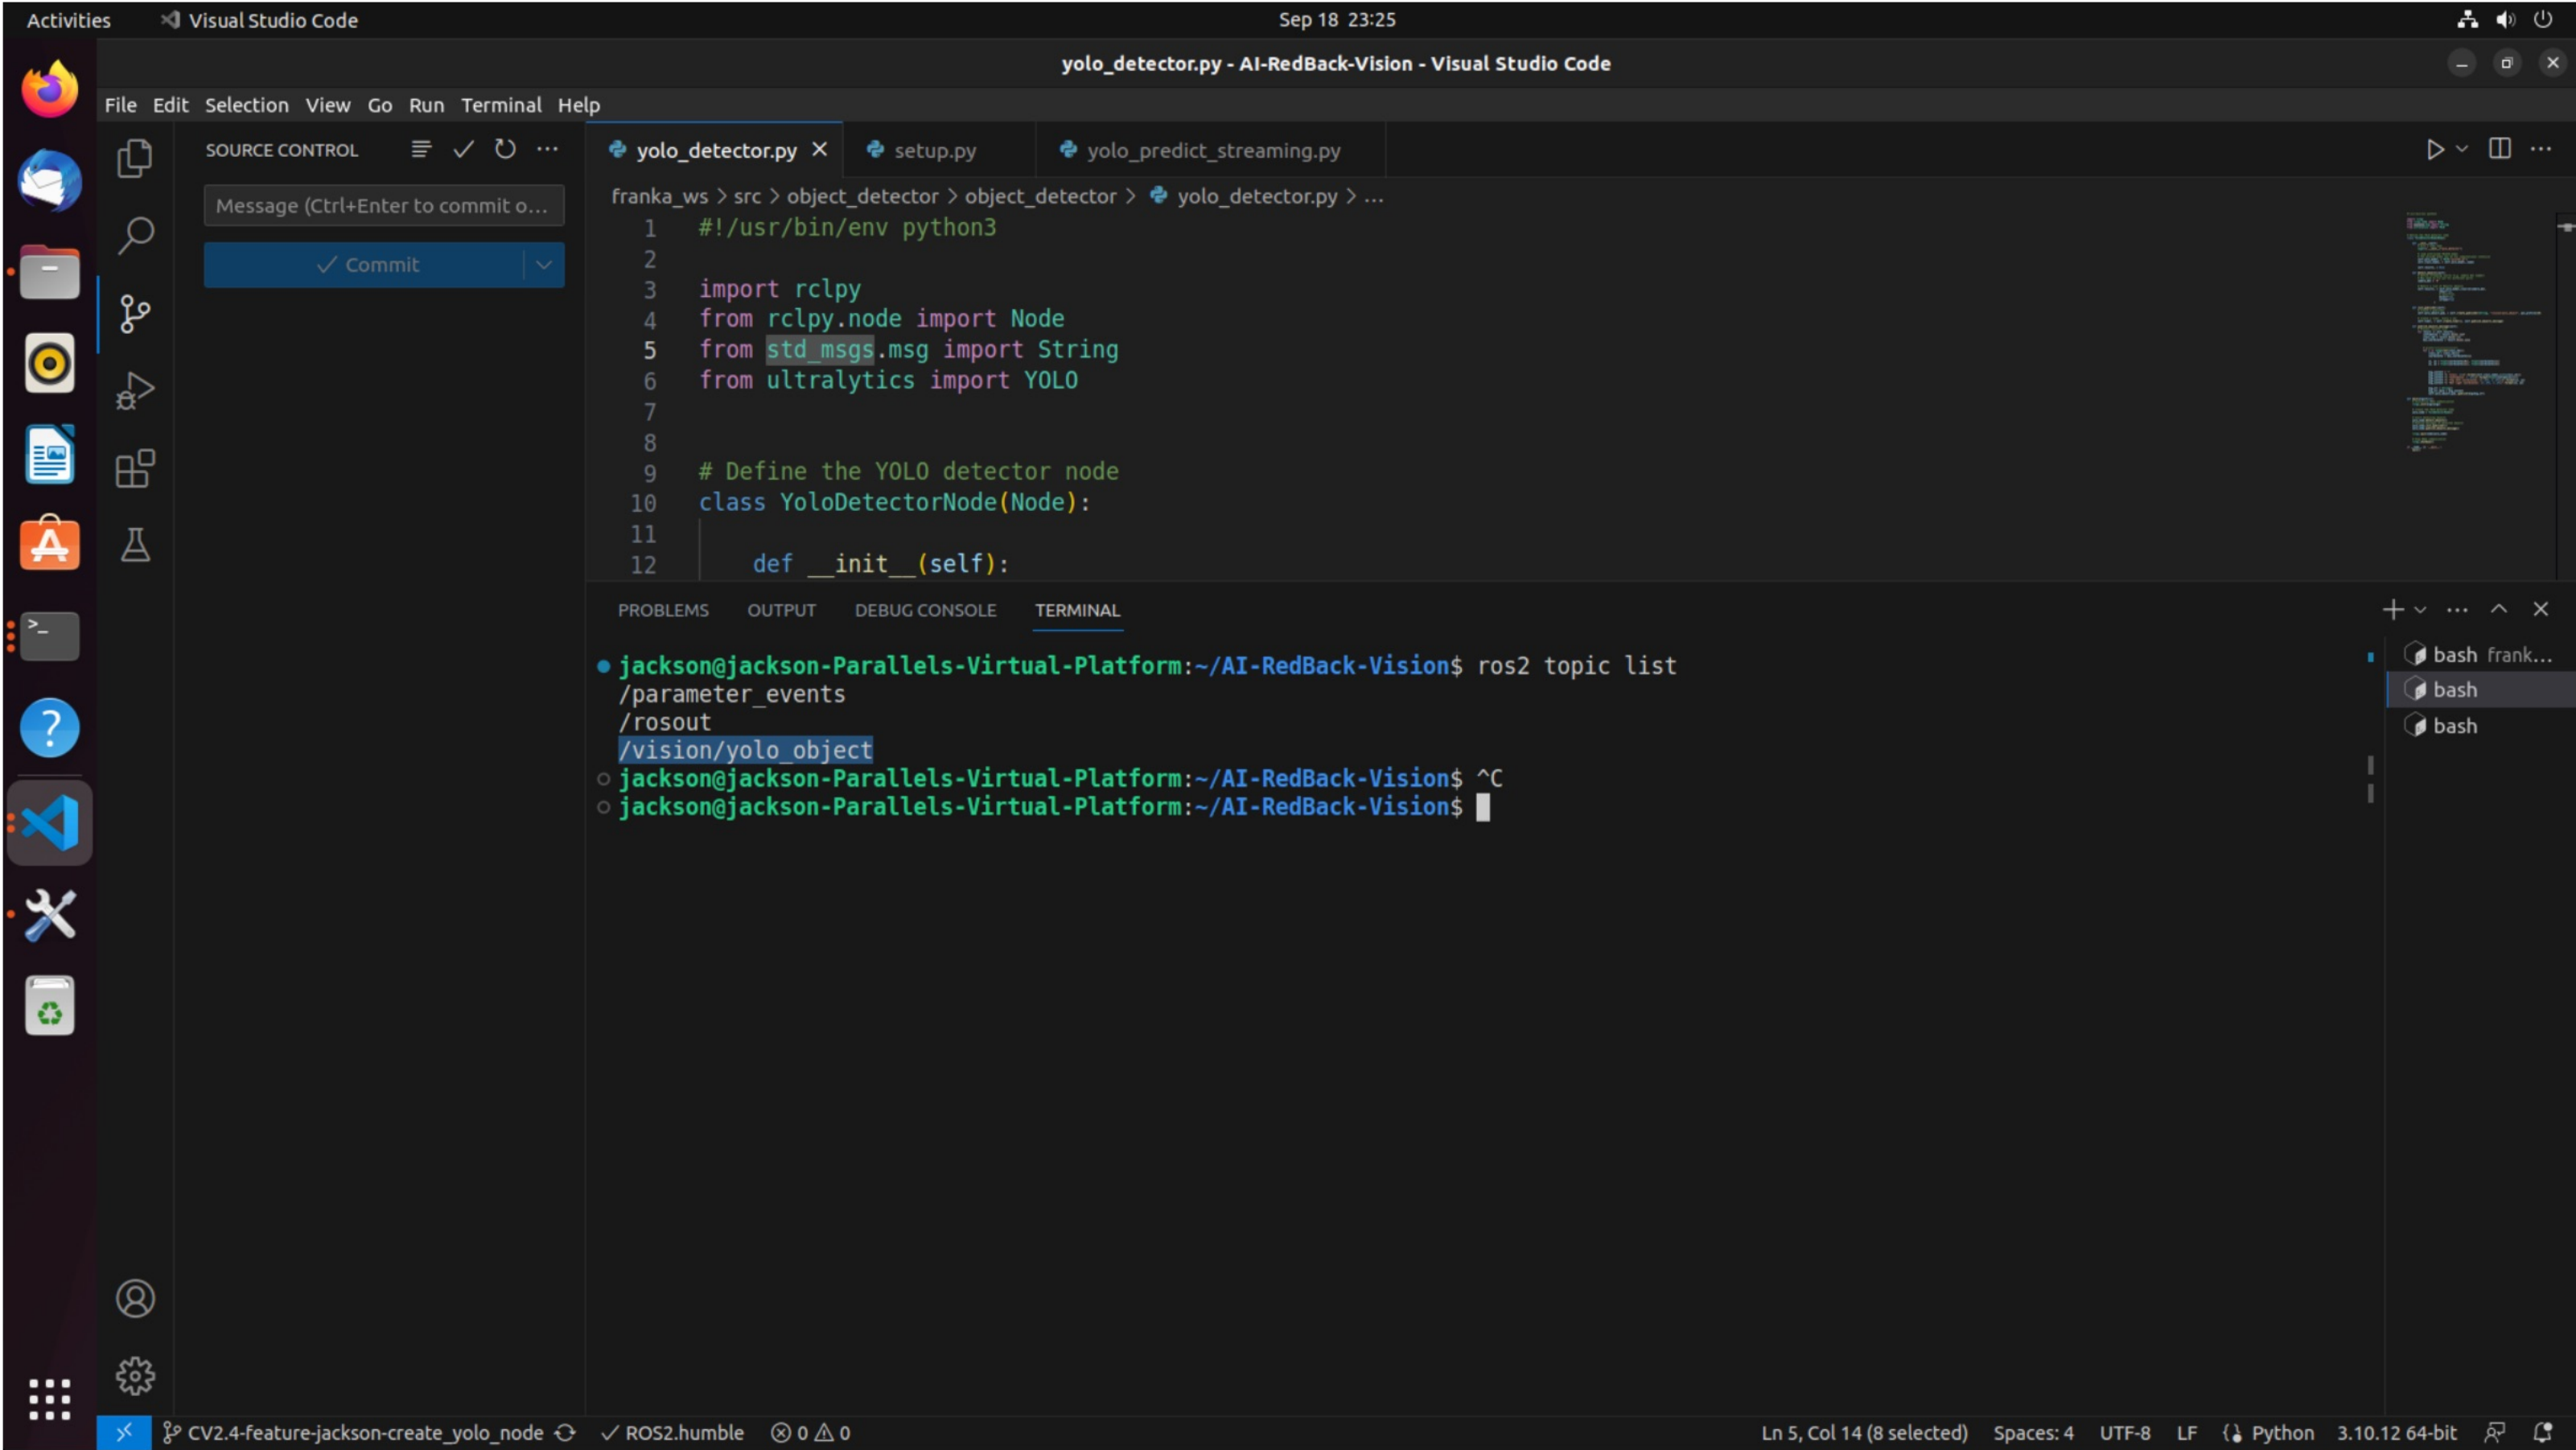 Activities
Visual Studio Code
Sep 18 23:25
yolo_detector.py - AI-RedBack-Vision - Visual Studio Code
File Edit Selection View Go Run Terminal Help
SOURCE CONTROL
Message (Ctrl+Enter to commit o...
Commit
yolo_detector.py
setup.py
yolo_predict_streaming.py
franka_ws > src > object_detector > object_detector > yolo_detector.py > ...
1 #!/usr/bin/env python3
2
3 import rclpy
4 from rclpy.node import Node
5 from std_msgs.msg import String
6 from ultralytics import YOLO
7
8
9 # Define the YOLO detector node
10 class YoloDetectorNode(Node):
11
12 def __init__(self):
PROBLEMS OUTPUT DEBUG CONSOLE TERMINAL
jackson@jackson-Parallels-Virtual-Platform:~/AI-RedBack-Vision$ ros2 topic list
/parameter_events
/rosout
/vision/yolo_object
jackson@jackson-Parallels-Virtual-Platform:~/AI-RedBack-Vision$ ^C
jackson@jackson-Parallels-Virtual-Platform:~/AI-RedBack-Vision$
bash frank...
bash
bash
CV2.4-feature-jackson-create_yolo_node ROS2.humble 0 0 Ln 5, Col 14 (8 selected) Spaces: 4 UTF-8 LF Python 3.10.12 64-bit